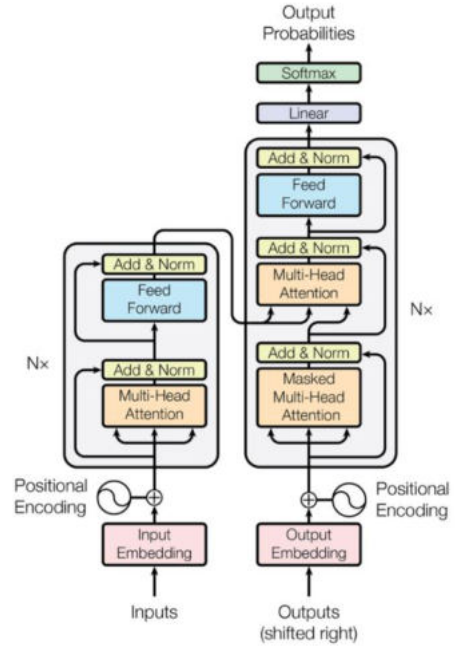 Output
Probabilities
Softmax
Linear
Add & Norm
Feed
Forward
Add & Norm
Multi-Head
Attention
Add & Norm
Masked
Multi-Head
Attention
Nx
Add & Norm
Feed
Forward
Add & Norm
Multi-Head
Attention
Nx
Positional
Encoding
Positional
Encoding
Input
Embedding
Output
Embedding
Inputs
Outputs
(shifted right)